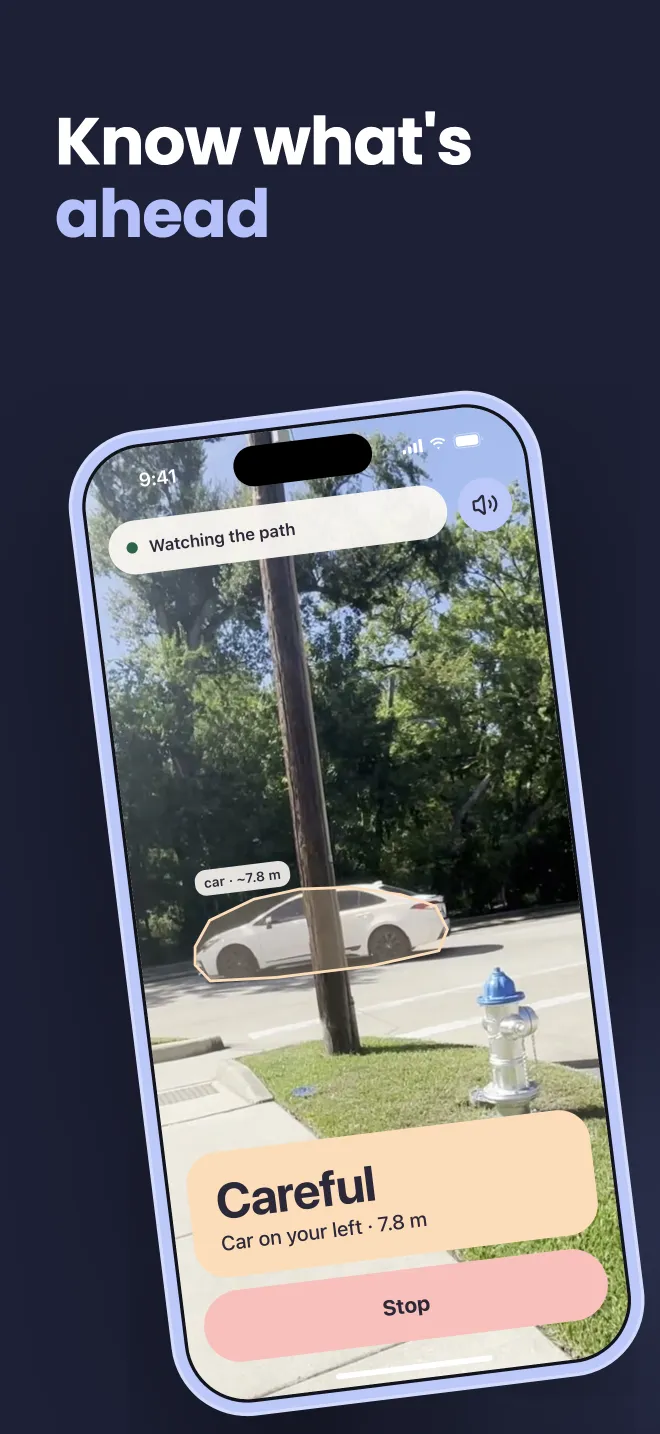 Know what's
ahead
9:41
Watching the path
car · ~7.8 m
Careful
Car on your left · 7.8 m
Stop